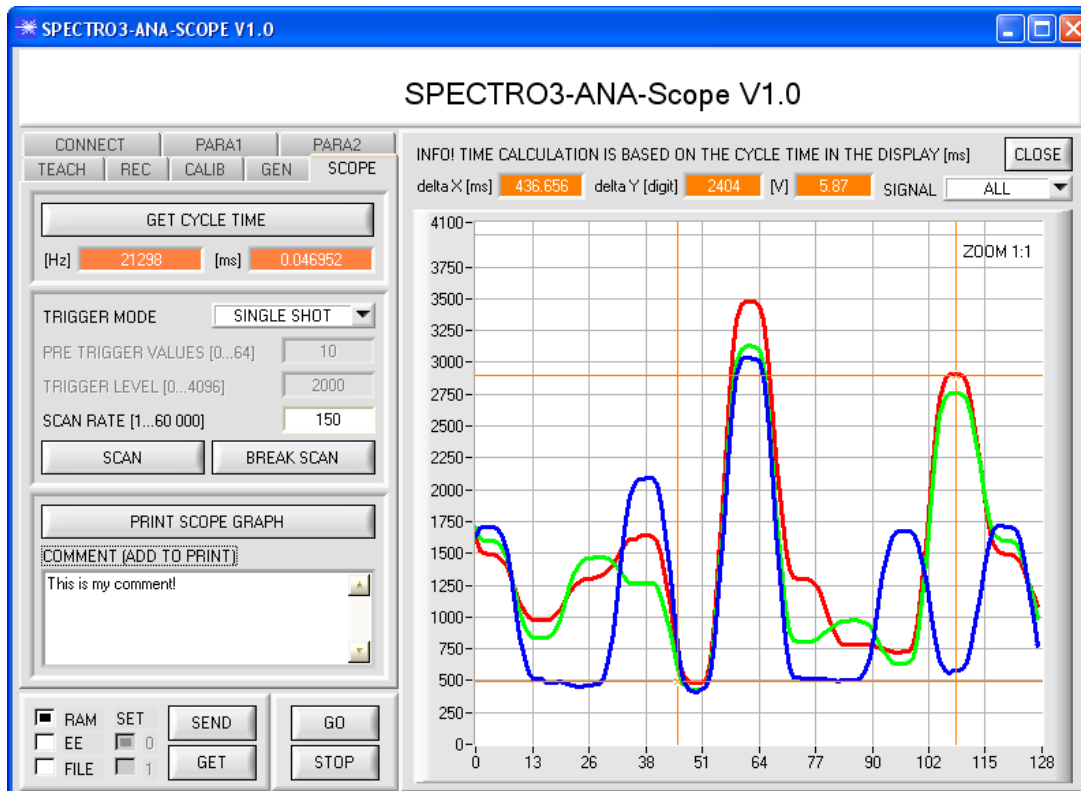 SPECTRO3-ANA-SCOPE V1.0
SPECTRO3-ANA-Scope V1.0
CONNECT PARA1 PARA2
TEACH REC CALIB GEN SCOPE
GET CYCLE TIME
[Hz] 21298 [ms] 0.046952
TRIGGER MODE SINGLE SHOT
PRE TRIGGER VALUES [0...64] 10
TRIGGER LEVEL [0...4096] 2000
SCAN RATE [1...60 000] 150
SCAN BREAK SCAN
PRINT SCOPE GRAPH
COMMENT (ADD TO PRINT)
This is my comment!
RAM SET SEND GO
EE 0
FILE 1 GET STOP
INFO! TIME CALCULATION IS BASED ON THE CYCLE TIME IN THE DISPLAY [ms] CLOSE
delta X [ms] 436.656 delta Y [digit] 2404 [V] 5.87 SIGNAL ALL
4100
ZOOM 1:1
3750
3500
3250
3000
2750
2500
2250
2000
1750
1500
1250
1000
750
500
250
0
0 13 26 38 51 64 77 90 102 115 128